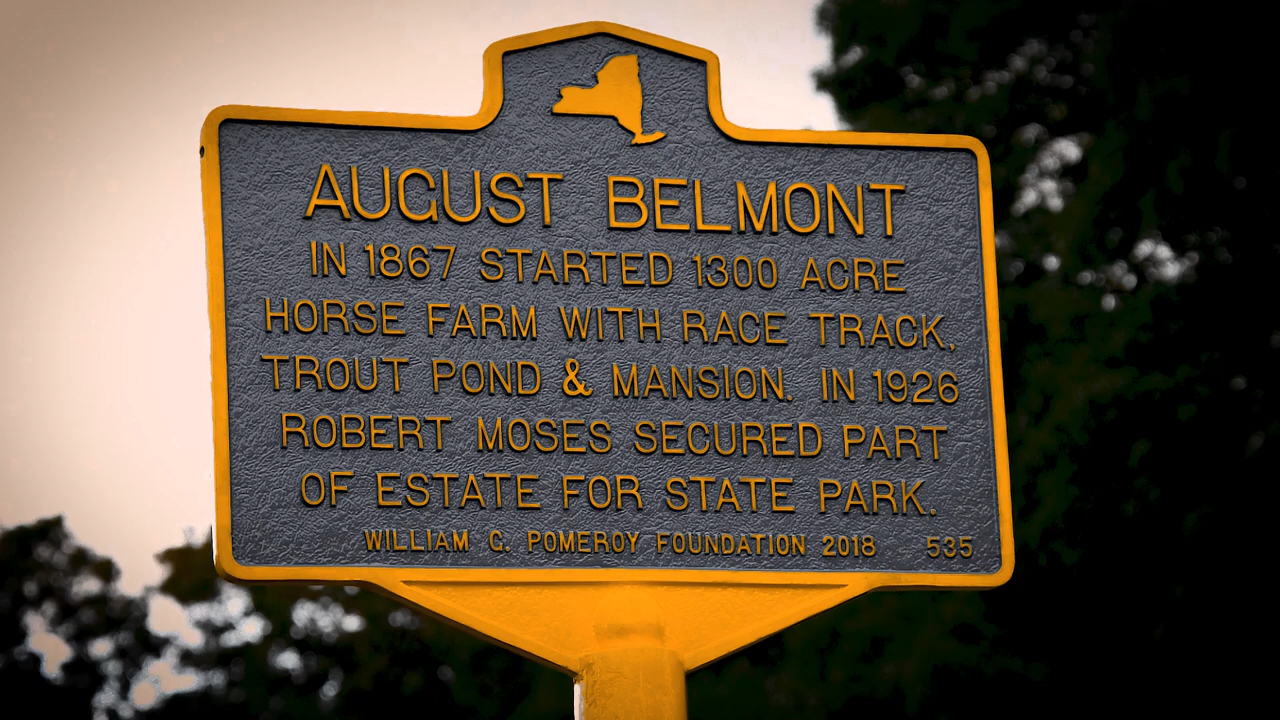 AUGUST BELMONT
IN 1867 STARTED 1300 ACRE
HORSE FARM WITH RACE TRACK,
TROUT POND & MANSION. IN 1926
ROBERT MOSES SECURED PART
OF ESTATE FOR STATE PARK.
WILLIAM G. POMEROY FOUNDATION 2018 535